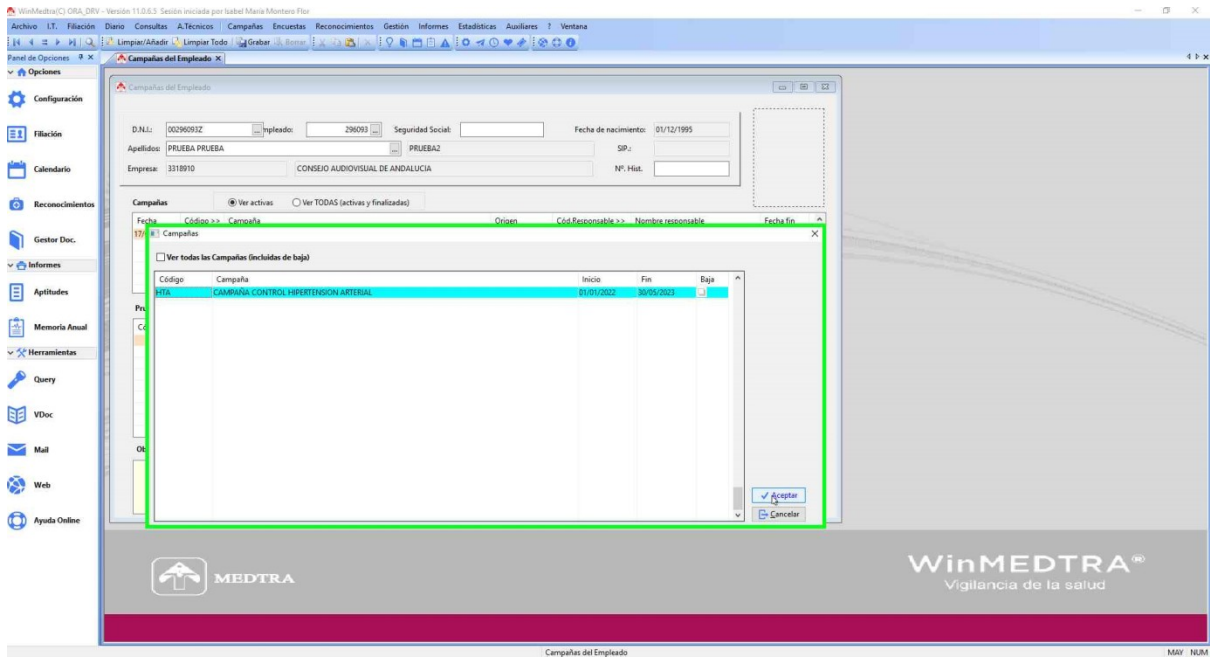 WinMedtra(C) ORA_DRV - Versión 11.0.6.3 Sesión iniciada por Isabel María Montero Flor
Archivo I.T. Filiación Diario Consultas A.Técnicos Campañas Encuestas Reconocimientos Gestión Informes Estadísticas Auxiliares ? Ventana
Limpiar/Añadir Limpiar Todo Grabar Borrar
Panel de Opciones Campañas del Empleado
Opciones
Campañas del Empleado
Configuración
D.N.I.: 00296093Z ... mpleado: 296093 ... Seguridad Social: Fecha de nacimiento: 01/12/1995
Filiación
Apellidos: PRUEBA PRUEBA ... PRUEBA2 SIP.:
Calendario
Empresa: 3318910 CONSEJO AUDIOVISUAL DE ANDALUCIA Nº. Hist.
Reconocimientos
Campañas Ver activas Ver TODAS (activas y finalizadas)
Fecha Código >> Campaña Origen Cód.Responsable >> Nombre responsable Fecha fin
17/ Campañas
Gestor Doc.
Ver todas las Campañas (incluidas de baja)
Informes
Código Campaña Inicio Fin Baja
Aptitudes
HTA CAMPAÑA CONTROL HIPERTENSION ARTERIAL 01/01/2022 30/05/2023
Pru
Memoria Anual
Có
Herramientas
Query
VDoc
Mail
Ob
Web
Aceptar
Cancelar
Ayuda Online
MEDTRA
WinMEDTRA®
Vigilancia de la salud
Campañas del Empleado MAY NUM